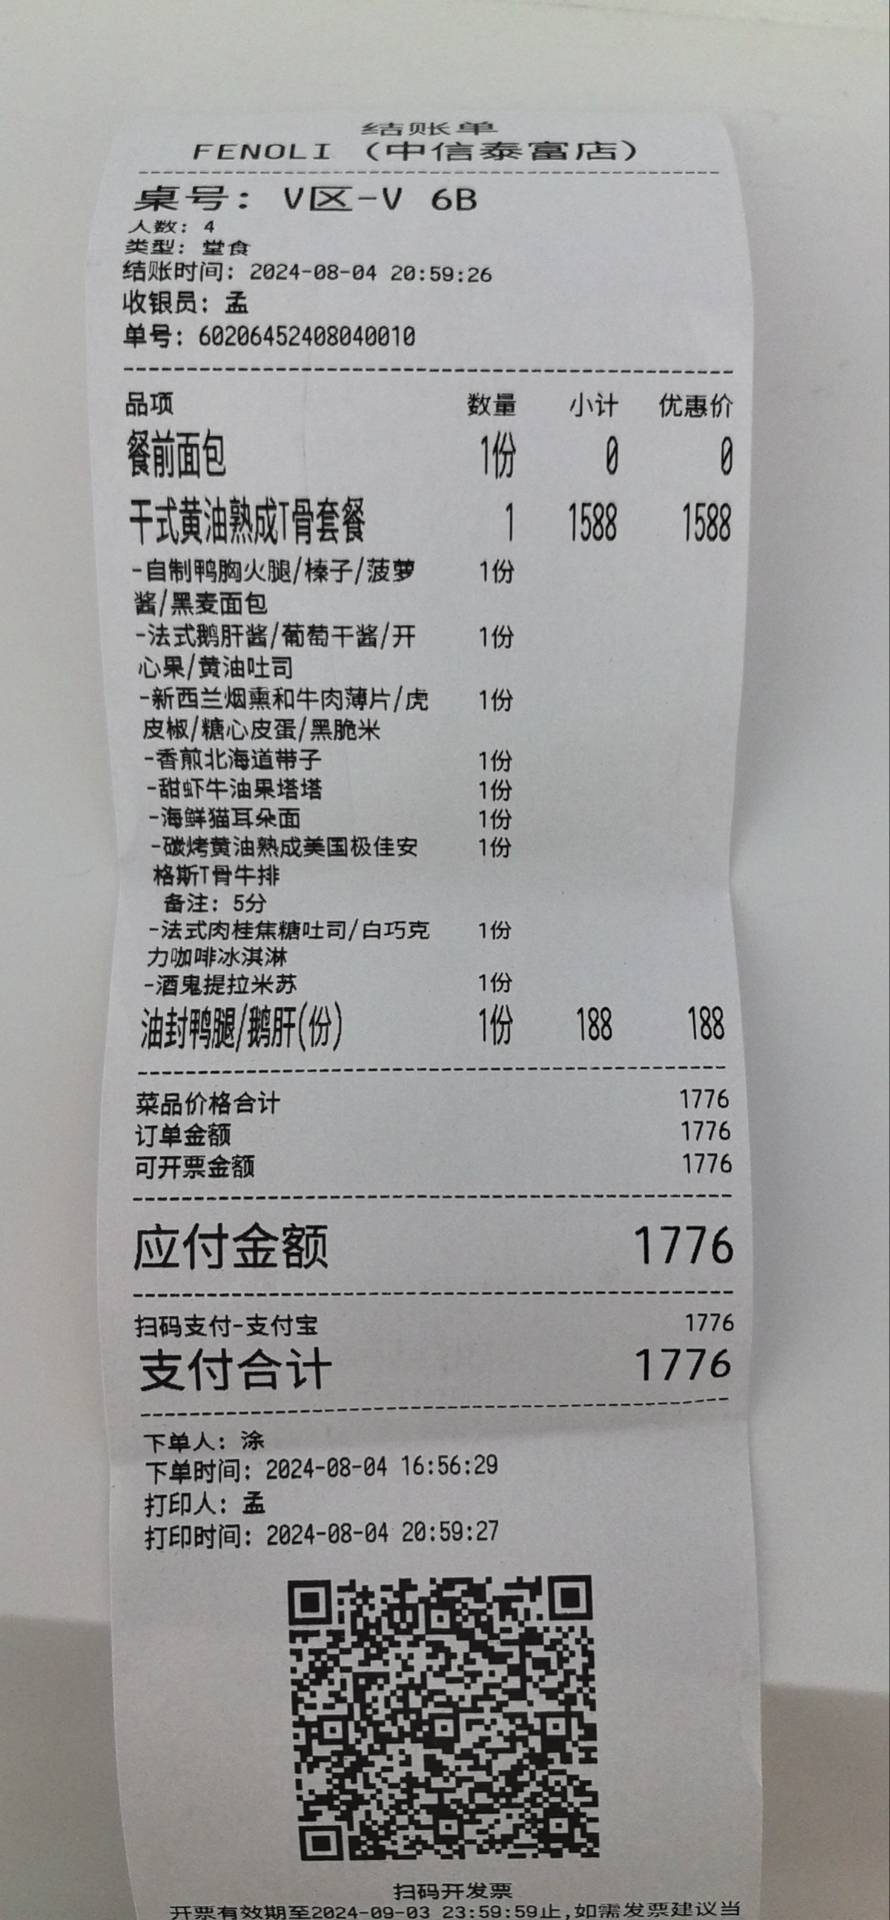 结账单
FENOLI (中信泰富店)
桌号: V区-V 6B
人数: 4
类型: 堂食
结账时间: 2024-08-04 20:59:26
收银员: 孟
单号: 60206452408040010
品项 数量 小计 优惠价
餐前面包 1份 0 0
干式黄油熟成T骨套餐 1 1588 1588
-自制鸭胸火腿/榛子/菠萝 1份
酱/黑麦面包
-法式鹅肝酱/葡萄干酱/开 1份
心果/黄油吐司
-新西兰烟熏和牛肉薄片/虎 1份
皮椒/糖心皮蛋/黑脆米
-香煎北海道带子 1份
-甜虾牛油果塔塔 1份
-海鲜猫耳朵面 1份
-碳烤黄油熟成美国极佳安 1份
格斯T骨牛排
备注: 5分
-法式肉桂焦糖吐司/白巧克 1份
力咖啡冰淇淋
-酒鬼提拉米苏 1份
油封鸭腿/鹅肝(份) 1份 188 188
菜品价格合计 1776
订单金额 1776
可开票金额 1776
应付金额 1776
扫码支付-支付宝 1776
支付合计 1776
下单人: 涂
下单时间: 2024-08-04 16:56:29
打印人: 孟
打印时间: 2024-08-04 20:59:27
扫码开发票
开票有效期至2024-09-03 23:59:59止,如需发票建议当